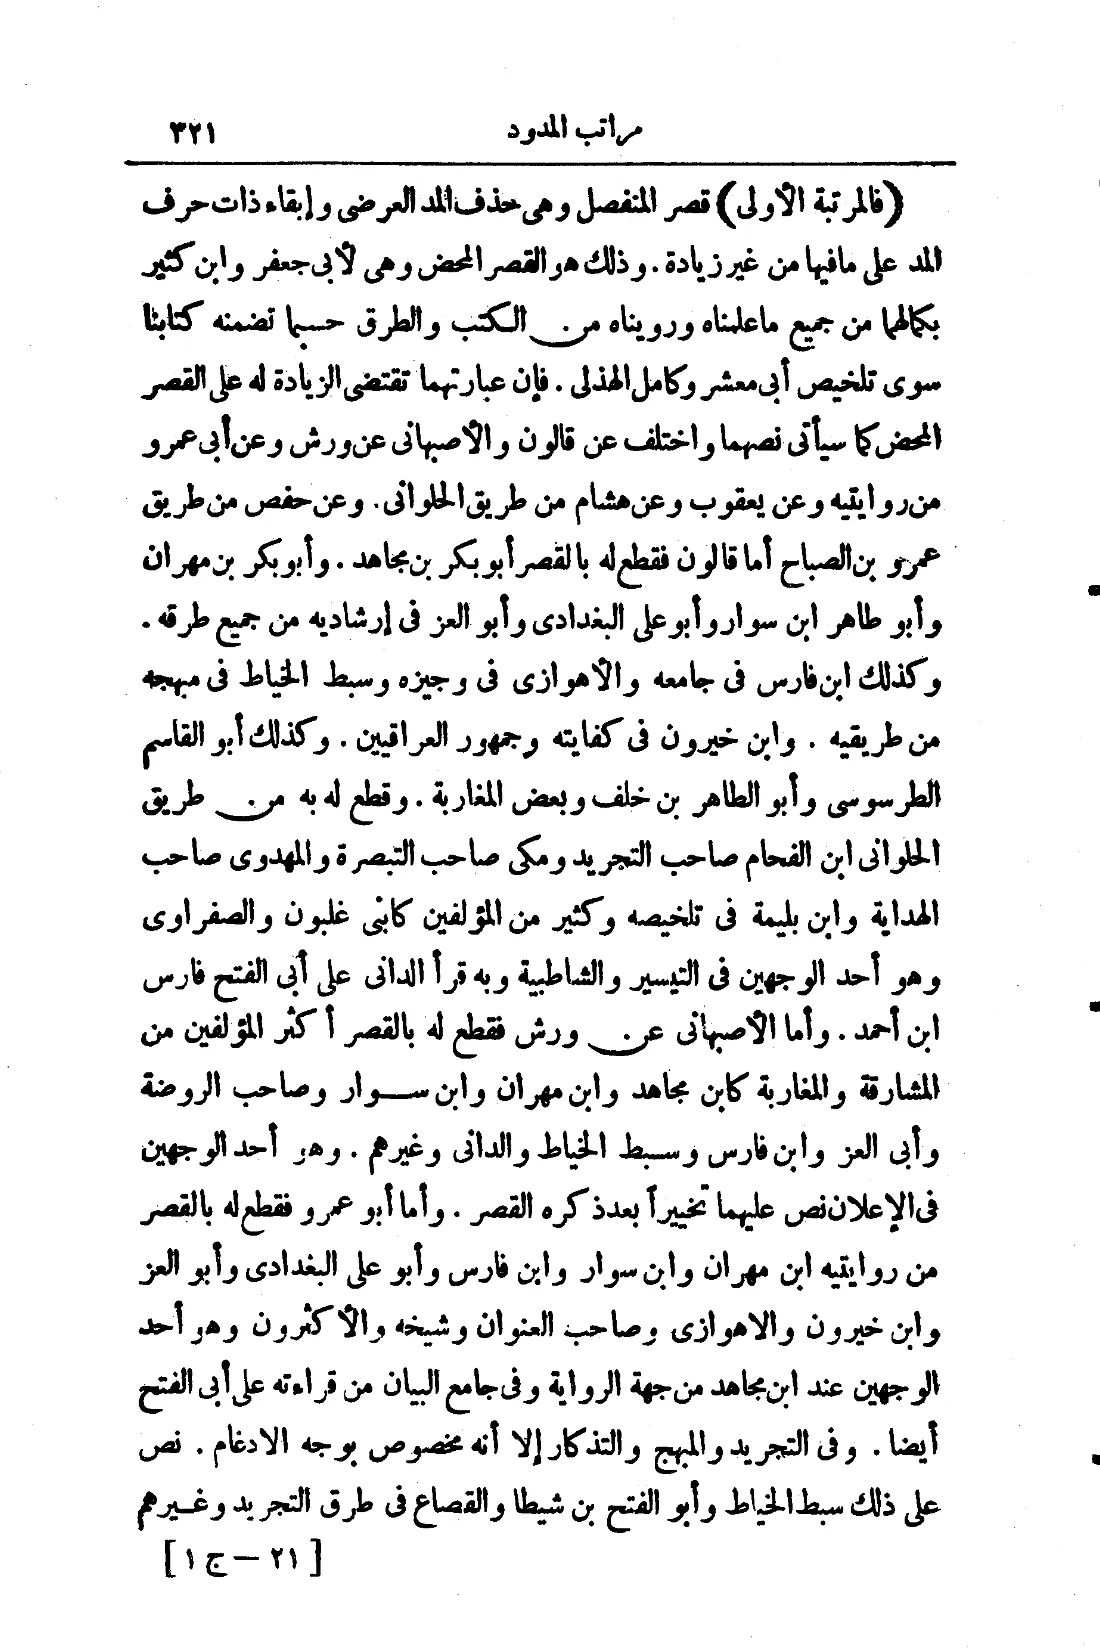 مراتب المدود ٣٢١
(فالمرتبة الأولى) قصر المنفصل وهى حذف المد العرضى وإبقاء ذات حرف
المد على مافيها من غير زيادة. وذلك هو القصر المحض وهى لأبى جعفر وابن كثير
بكمالهما من جميع ماعلمناه ورويناه من الكتب والطرق حسبما تضمنه كتابنا
سوى تلخيص أبى معشر وكامل الهذلى. فإن عبارتهما تقتضى الزيادة له على القصر
المحض كما سيأتى نصهما واختلف عن قالون والأصبهانى عن ورش وعن أبى عمرو
من روايتيه وعن يعقوب وعن هشام من طريق الحلوانى. وعن حفص من طريق
عمرو بن الصباح أما قالون فقطع له بالقصر أبو بكر بن مجاهد. وأبو بكر بن مهران
وأبو طاهر ابن سوار وأبو على البغدادى وأبو العز فى إرشاديه من جميع طرقه.
وكذلك ابن فارس فى جامعه والأهوازى فى وجيزه وسبط الخياط فى مبهجه
من طريقيه. وابن خيرون فى كفايته وجمهور العراقيين. وكذلك أبو القاسم
الطرسوسى وأبو الطاهر بن خلف وبعض المغاربة. وقطع له به من طريق
الحلوانى ابن الفحام صاحب التجريد ومكى صاحب التبصرة والمهدوى صاحب
الهداية وابن بليمة فى تلخيصه وكثير من المؤلفين كابنى غلبون والصفراوى
وهو أحد الوجهين فى التيسير والشاطبية وبه قرأ الدانى على أبى الفتح فارس
ابن أحمد. وأما الأصبهانى عن ورش فقطع له بالقصر أكثر المؤلفين من
المشارقة والمغاربة كابن مجاهد وابن مهران وابن سوار وصاحب الروضة
وأبى العز وابن فارس وسبط الخياط والدانى وغيرهم. وهو أحد الوجهين
فى الإعلان نص عليهما تخييراً بعد ذكره القصر. وأما أبو عمرو فقطع له بالقصر
من روايتيه ابن مهران وابن سوار وابن فارس وأبو على البغدادى وأبو العز
وابن خيرون والاهوازى وصاحب العنوان وشيخه والأكثرون وهو أحد
الوجهين عند ابن مجاهد من جهة الرواية وفى جامع البيان من قراءته على أبى الفتح
أيضا. وفى التجريد والمبهج والتذكار إلا أنه مخصوص بوجه الادغام. نص
على ذلك سبط الخياط وأبو الفتح بن شيطا والقصاع فى طرق التجريد وغيرهم
[٢١ – ج ١]